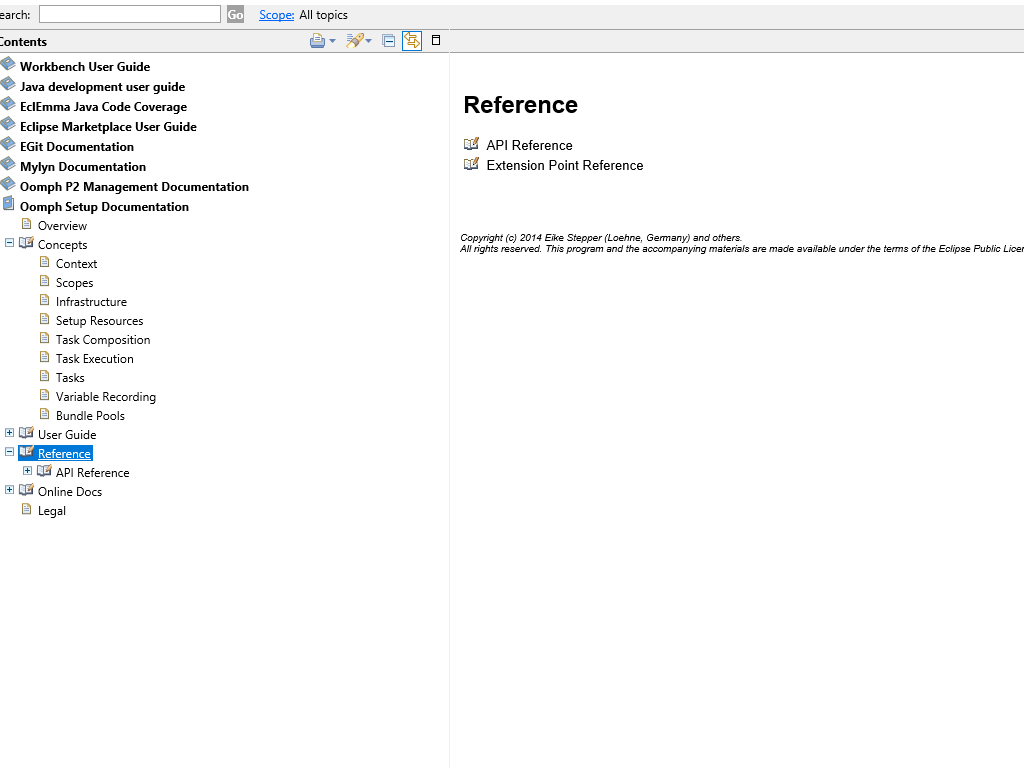 earch:
Go
Scope: All topics
Contents
Workbench User Guide
Java development user guide
EclEmma Java Code Coverage
Eclipse Marketplace User Guide
EGit Documentation
Mylyn Documentation
Oomph P2 Management Documentation
Oomph Setup Documentation
Overview
Concepts
Context
Scopes
Infrastructure
Setup Resources
Task Composition
Task Execution
Tasks
Variable Recording
Bundle Pools
User Guide
Reference
API Reference
Online Docs
Legal
Reference
API Reference
Extension Point Reference
Copyright (c) 2014 Eike Stepper (Loehne, Germany) and others.
All rights reserved. This program and the accompanying materials are made available under the terms of the Eclipse Public Licen